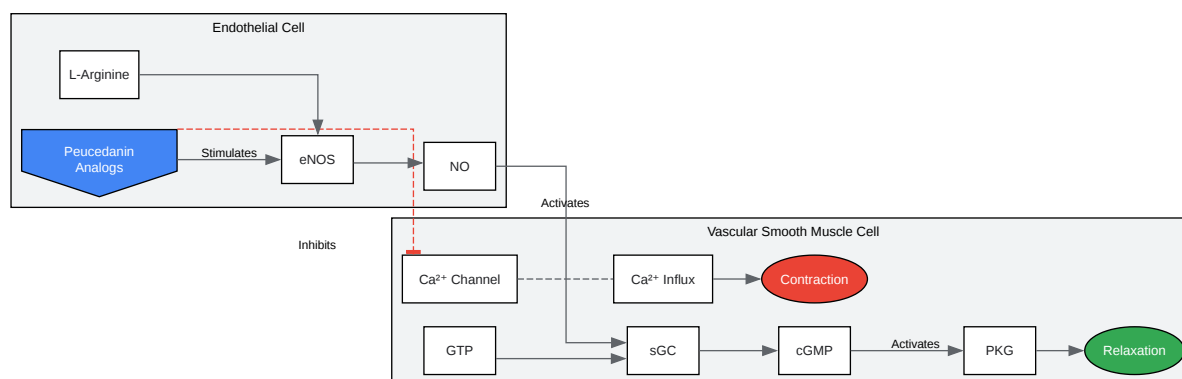 Endothelial Cell
L-Arginine
Peucedanin
Analogs
Stimulates
eNOS
NO
Activates
Inhibits
Vascular Smooth Muscle Cell
Ca²⁺ Channel
Ca²⁺ Influx
Contraction
GTP
sGC
cGMP
Activates
PKG
Relaxation